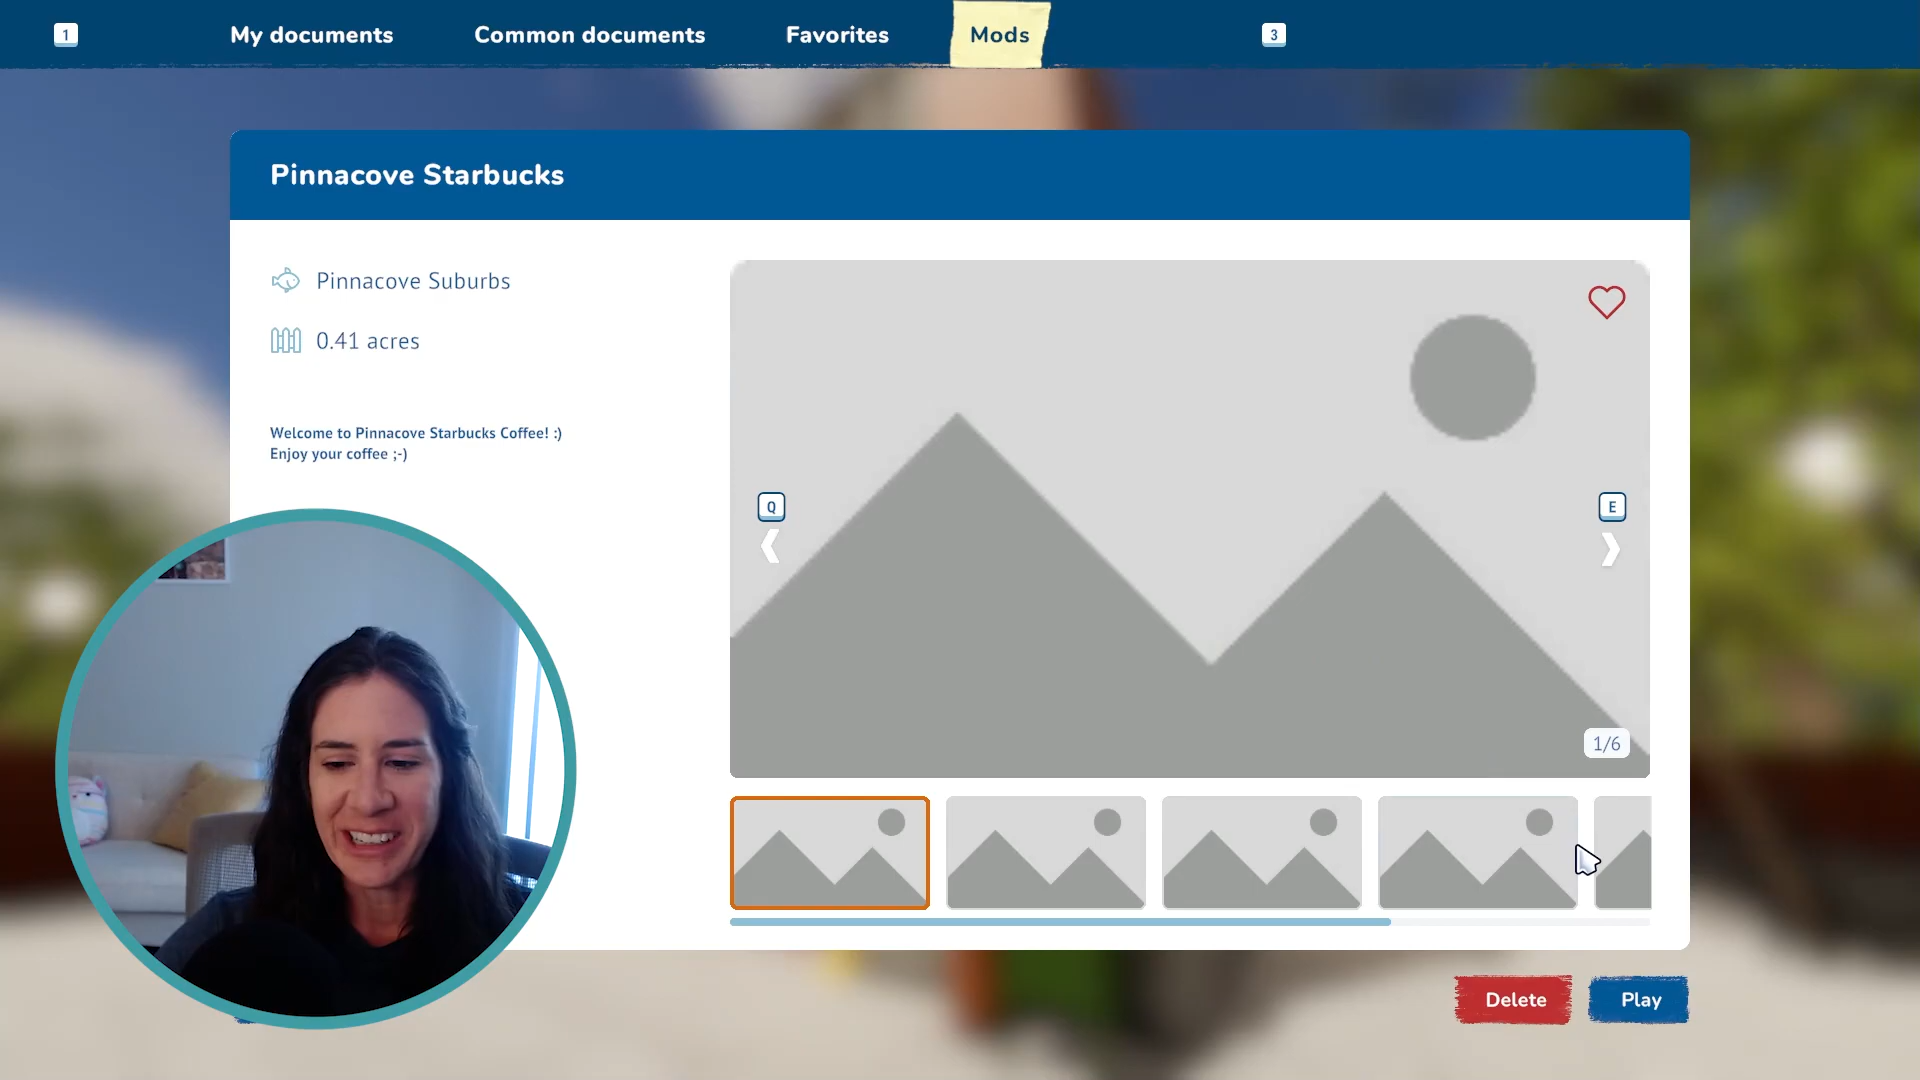 1
My documents
Common documents
Favorites
Mods
3
Pinnacove Starbucks
Pinnacove Suburbs
0.41 acres
Welcome to Pinnacove Starbucks Coffee! :)
Enjoy your coffee ;-)
Q
E
1/6
Delete
Play